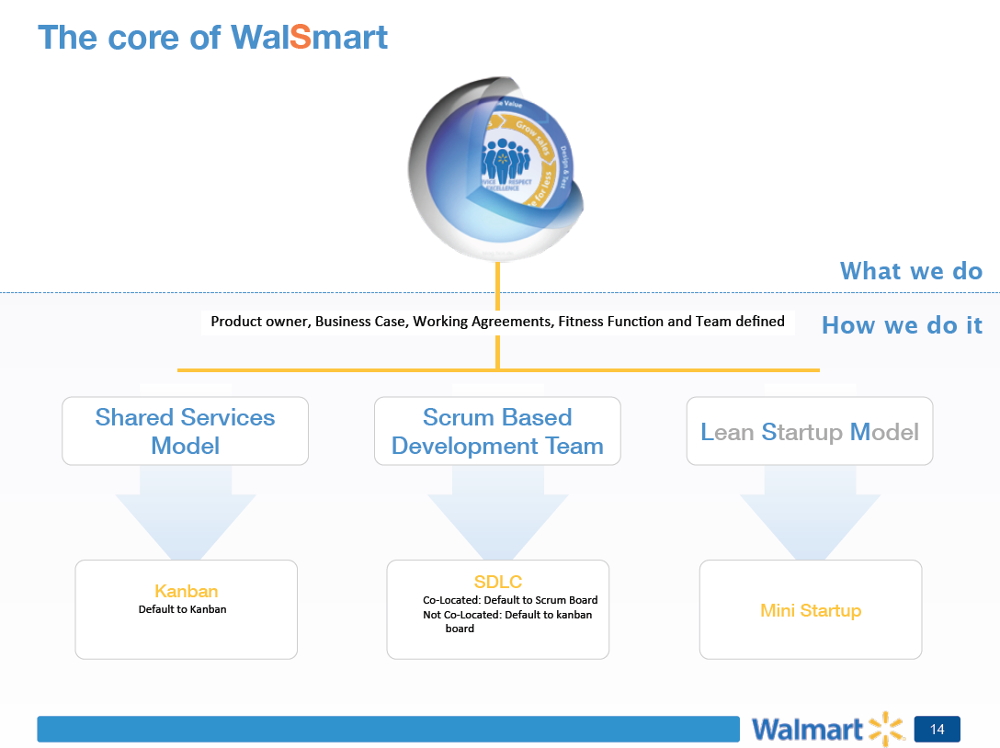 The core of WalSmart
Value
Grow sales
Design & Test
for less
RESPECT
EXCELLENCE
What we do
Product owner, Business Case, Working Agreements, Fitness Function and Team defined
How we do it
Shared Services
Model
Scrum Based
Development Team
Lean Startup Model
Kanban
Default to Kanban
SDLC
Co-Located: Default to Scrum Board
Not Co-Located: Default to kanban
board
Mini Startup
Walmart
14